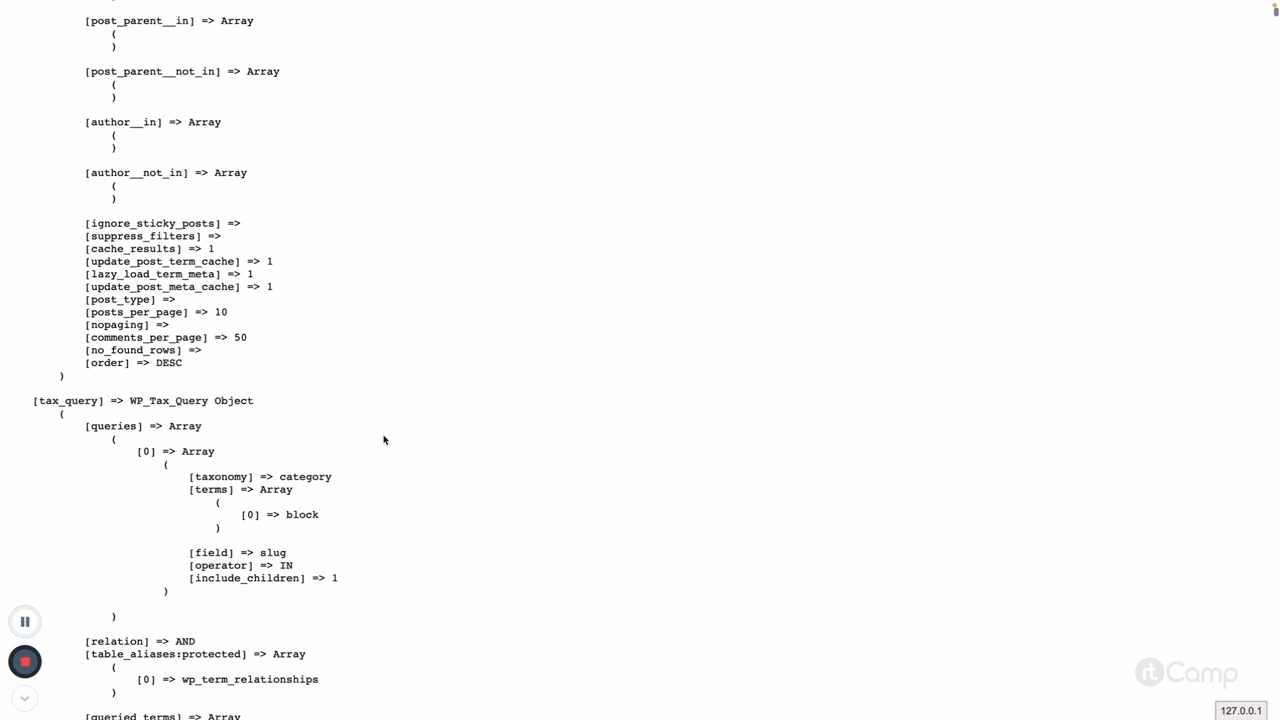 [post_parent__in] => Array
(
)
[post_parent__not_in] => Array
(
)
[author__in] => Array
(
)
[author__not_in] => Array
(
)
[ignore_sticky_posts] =>
[suppress_filters] =>
[cache_results] => 1
[update_post_term_cache] => 1
[lazy_load_term_meta] => 1
[update_post_meta_cache] => 1
[post_type] =>
[posts_per_page] => 10
[nopaging] =>
[comments_per_page] => 50
[no_found_rows] =>
[order] => DESC
)
[tax_query] => WP_Tax_Query Object
(
[queries] => Array
(
[0] => Array
(
[taxonomy] => category
[terms] => Array
(
[0] => block
)
[field] => slug
[operator] => IN
[include_children] => 1
)
)
[relation] => AND
[table_aliases:protected] => Array
(
[0] => wp_term_relationships
)
[queried_terms] => Array
rtCamp
127.0.0.1